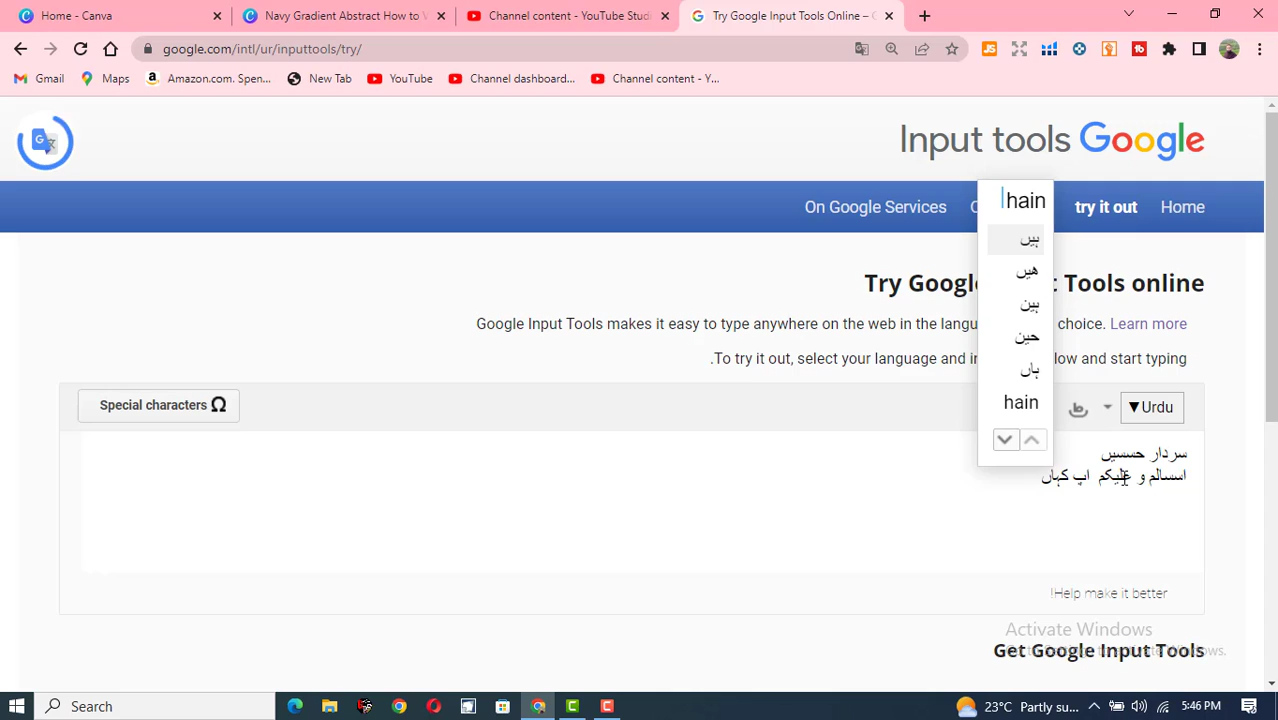 Home - Canva
Navy Gradient Abstract How to V
Channel content - YouTube Studi
Try Google Input Tools Online – G
google.com/intl/ur/inputtools/try/
Gmail
Maps
Amazon.com. Spen...
New Tab
YouTube
Channel dashboard...
Channel content - Y...
Input tools Google
On Google Services
try it out
Home
hain
ہیں
ھیں
ہین
حین
ہاں
hain
Try Google Input Tools online
Google Input Tools makes it easy to type anywhere on the web in the langu choice. Learn more
.To try it out, select your language and in low and start typing
Special characters Ω
▼Urdu
سردار حسسیں
اسسالم و علیکم اپ کہاں
!Help make it better
Activate Windows
Get Google Input Tools
Search
23°C Partly su...
5:46 PM